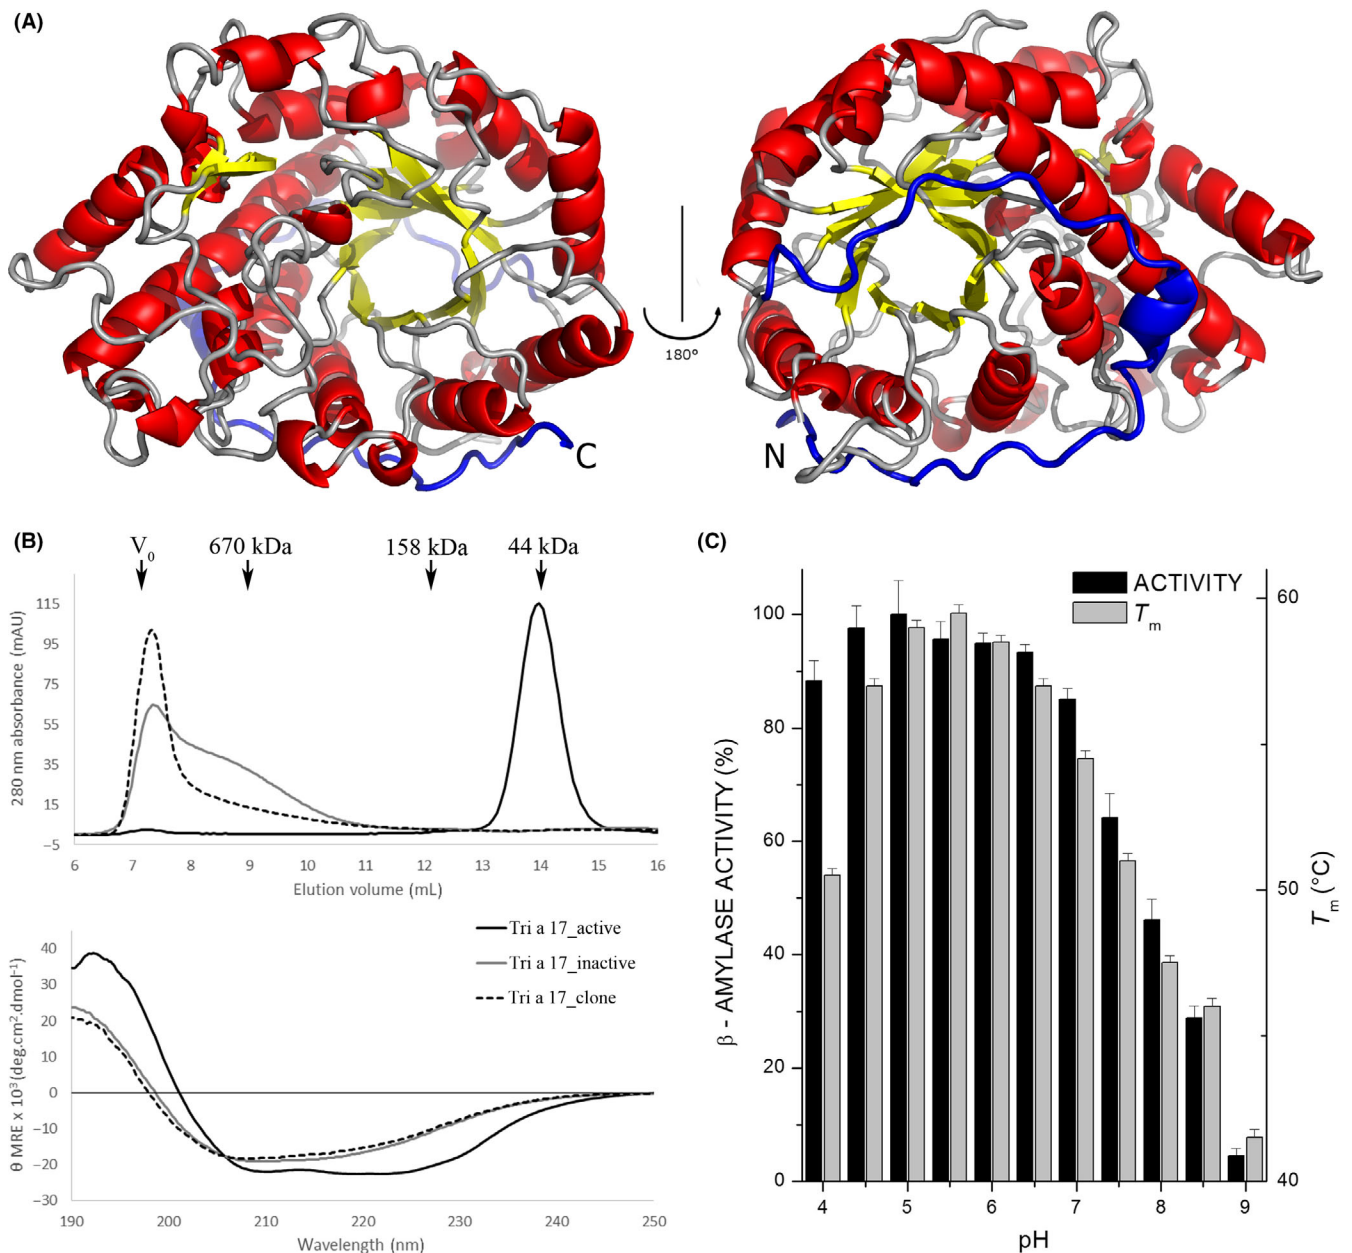 (A)
180°
C
N
(B)
V₀ 670 kDa 158 kDa 44 kDa
280 nm absorbance (mAU)
115
95
75
55
35
15
−5
6 7 8 9 10 11 12 13 14 15 16
Elution volume (mL)
θ MRE x 10³ (deg.cm².dmol⁻¹)
40
30
20
10
0
−10
−20
−30
Tri a 17_active
Tri a 17_inactive
Tri a 17_clone
190 200 210 220 230 240 250
Wavelength (nm)
(C)
ACTIVITY
Tm
β - AMYLASE ACTIVITY (%)
100
80
60
40
20
0
60
50
40
Tm (°C)
4 5 6 7 8 9
pH